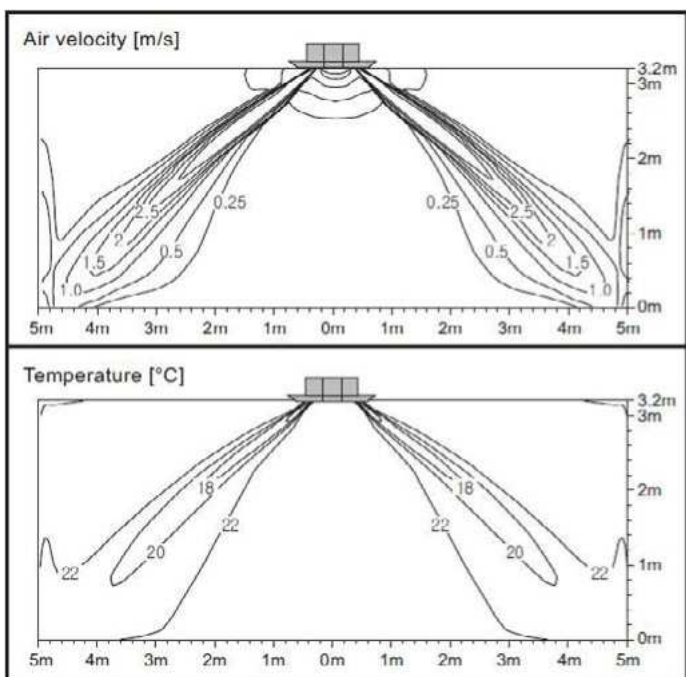 Air velocity [m/s]
3.2m
3m
2m
2.5 0.25 0.25 2.5
2 2
1m
1.5 0.5 0.5 1.5
1.0 1.0
0m
5m 4m 3m 2m 1m 0m 1m 2m 3m 4m 5m
Temperature [°C]
3.2m
3m
18 18
2m
22 22
20 20
22 22
1m
0m
5m 4m 3m 2m 1m 0m 1m 2m 3m 4m 5m